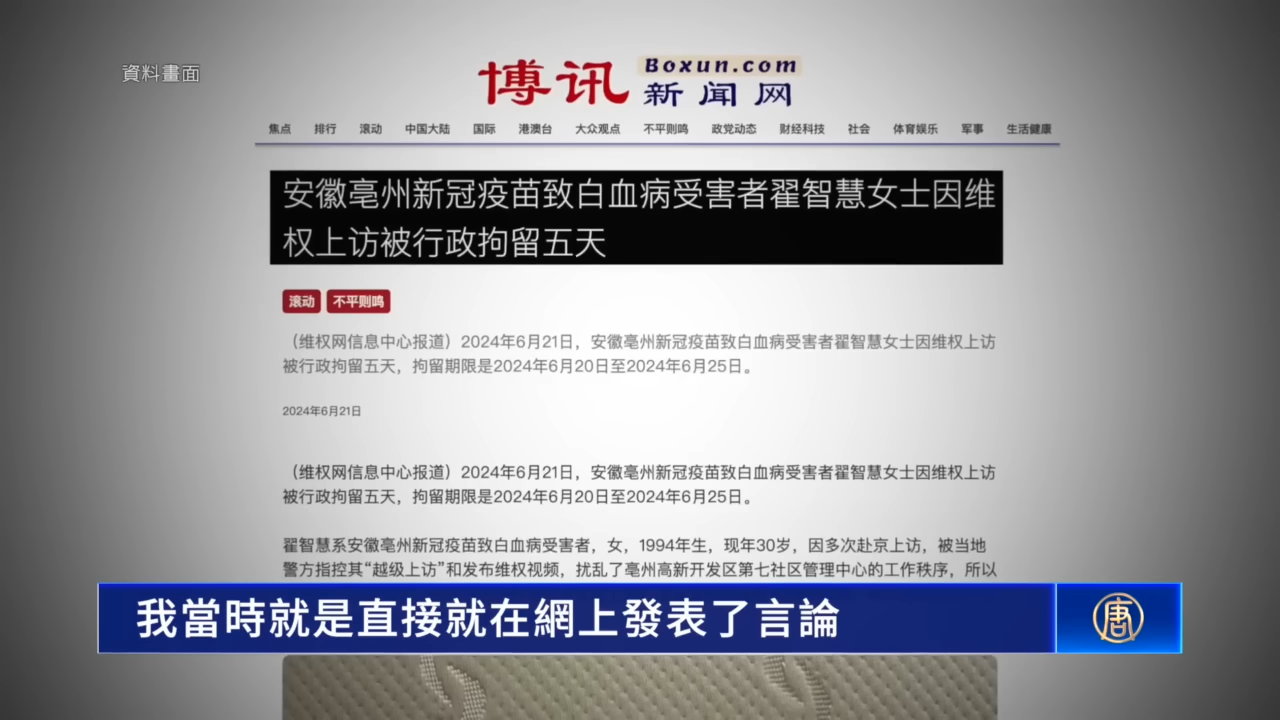 資料畫面
博讯 Boxun.com
新闻网
焦点 排行 滚动 中国大陆 国际 港澳台 大众观点 不平则鸣 政党动态 财经科技 社会 体育娱乐 军事 生活健康
安徽亳州新冠疫苗致白血病受害者翟智慧女士因维
权上访被行政拘留五天
滚动 不平则鸣
（维权网信息中心报道）2024年6月21日，安徽亳州新冠疫苗致白血病受害者翟智慧女士因维权上访
被行政拘留五天，拘留期限是2024年6月20日至2024年6月25日。
2024年6月21日
（维权网信息中心报道）2024年6月21日，安徽亳州新冠疫苗致白血病受害者翟智慧女士因维权上访
被行政拘留五天，拘留期限是2024年6月20日至2024年6月25日。
翟智慧系安徽亳州新冠疫苗致白血病受害者，女，1994年生，现年30岁，因多次赴京上访，被当地
警方指控其“越级上访”和发布维权视频，扰乱了亳州高新开发区第七社区管理中心的工作秩序，所以
我當時就是直接就在網上發表了言論
唐